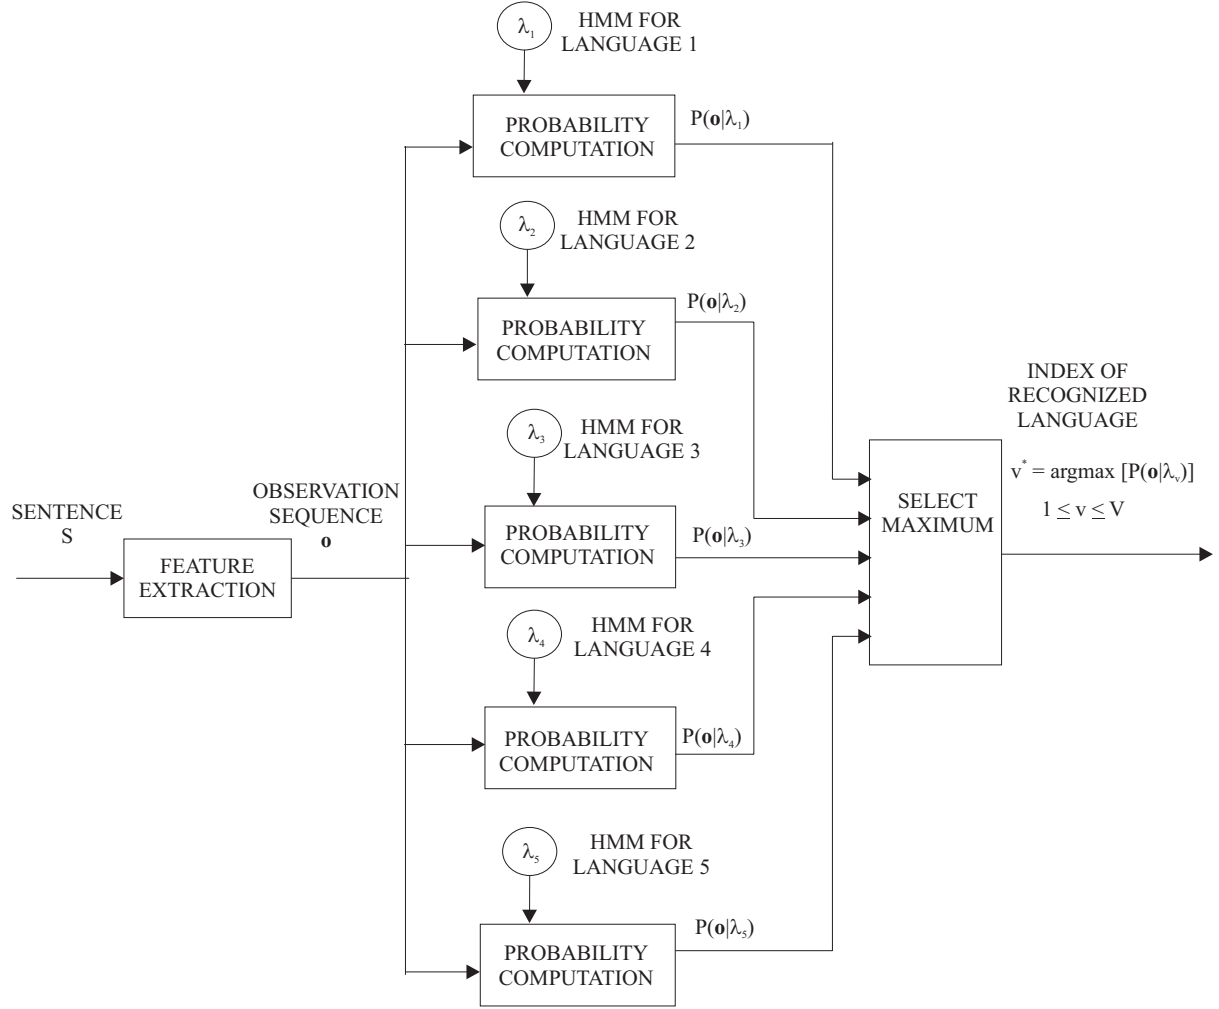 λ₁
HMM FOR
LANGUAGE 1
PROBABILITY
COMPUTATION
P(o|λ₁)
λ₂
HMM FOR
LANGUAGE 2
PROBABILITY
COMPUTATION
P(o|λ₂)
λ₃
HMM FOR
LANGUAGE 3
PROBABILITY
COMPUTATION
P(o|λ₃)
SENTENCE
S
FEATURE
EXTRACTION
OBSERVATION
SEQUENCE
o
λ₄
HMM FOR
LANGUAGE 4
PROBABILITY
COMPUTATION
P(o|λ₄)
λ₅
HMM FOR
LANGUAGE 5
PROBABILITY
COMPUTATION
P(o|λ₅)
SELECT
MAXIMUM
INDEX OF
RECOGNIZED
LANGUAGE
v* = argmax [P(o|λᵥ)]
1 ≤ v ≤ V